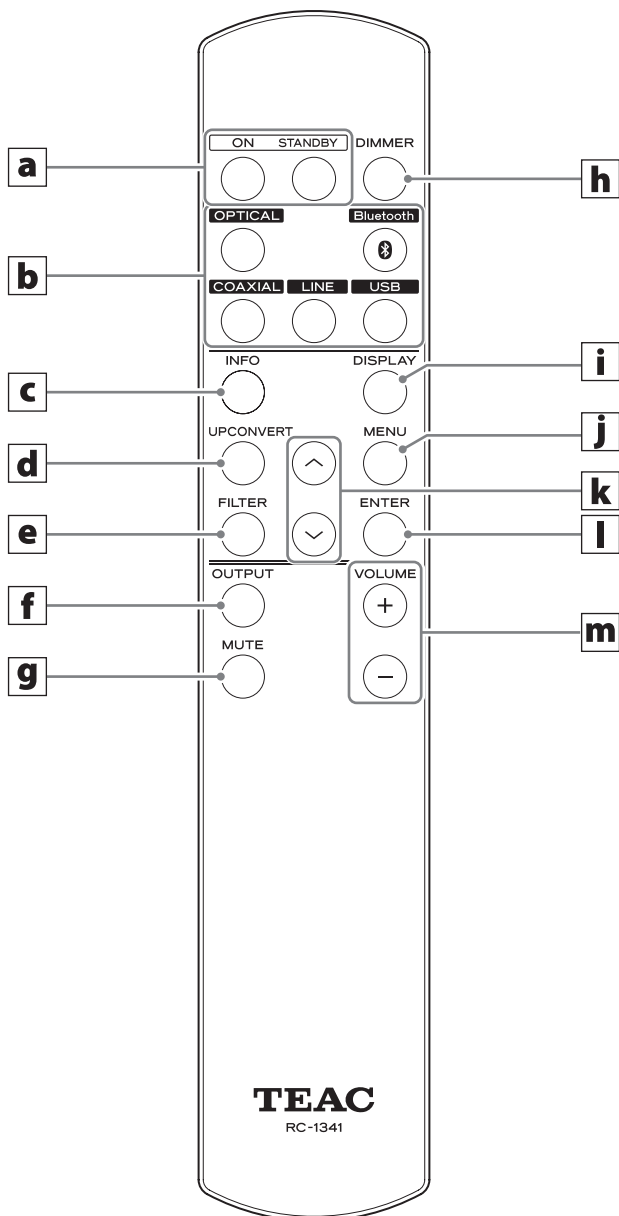 a
ON STANDBY DIMMER
h
OPTICAL Bluetooth
b
COAXIAL LINE USB
INFO DISPLAY
i
c
UPCONVERT MENU
j
d
k
FILTER ENTER
e
l
OUTPUT VOLUME
f
+
m
MUTE
g
−
TEAC
RC-1341